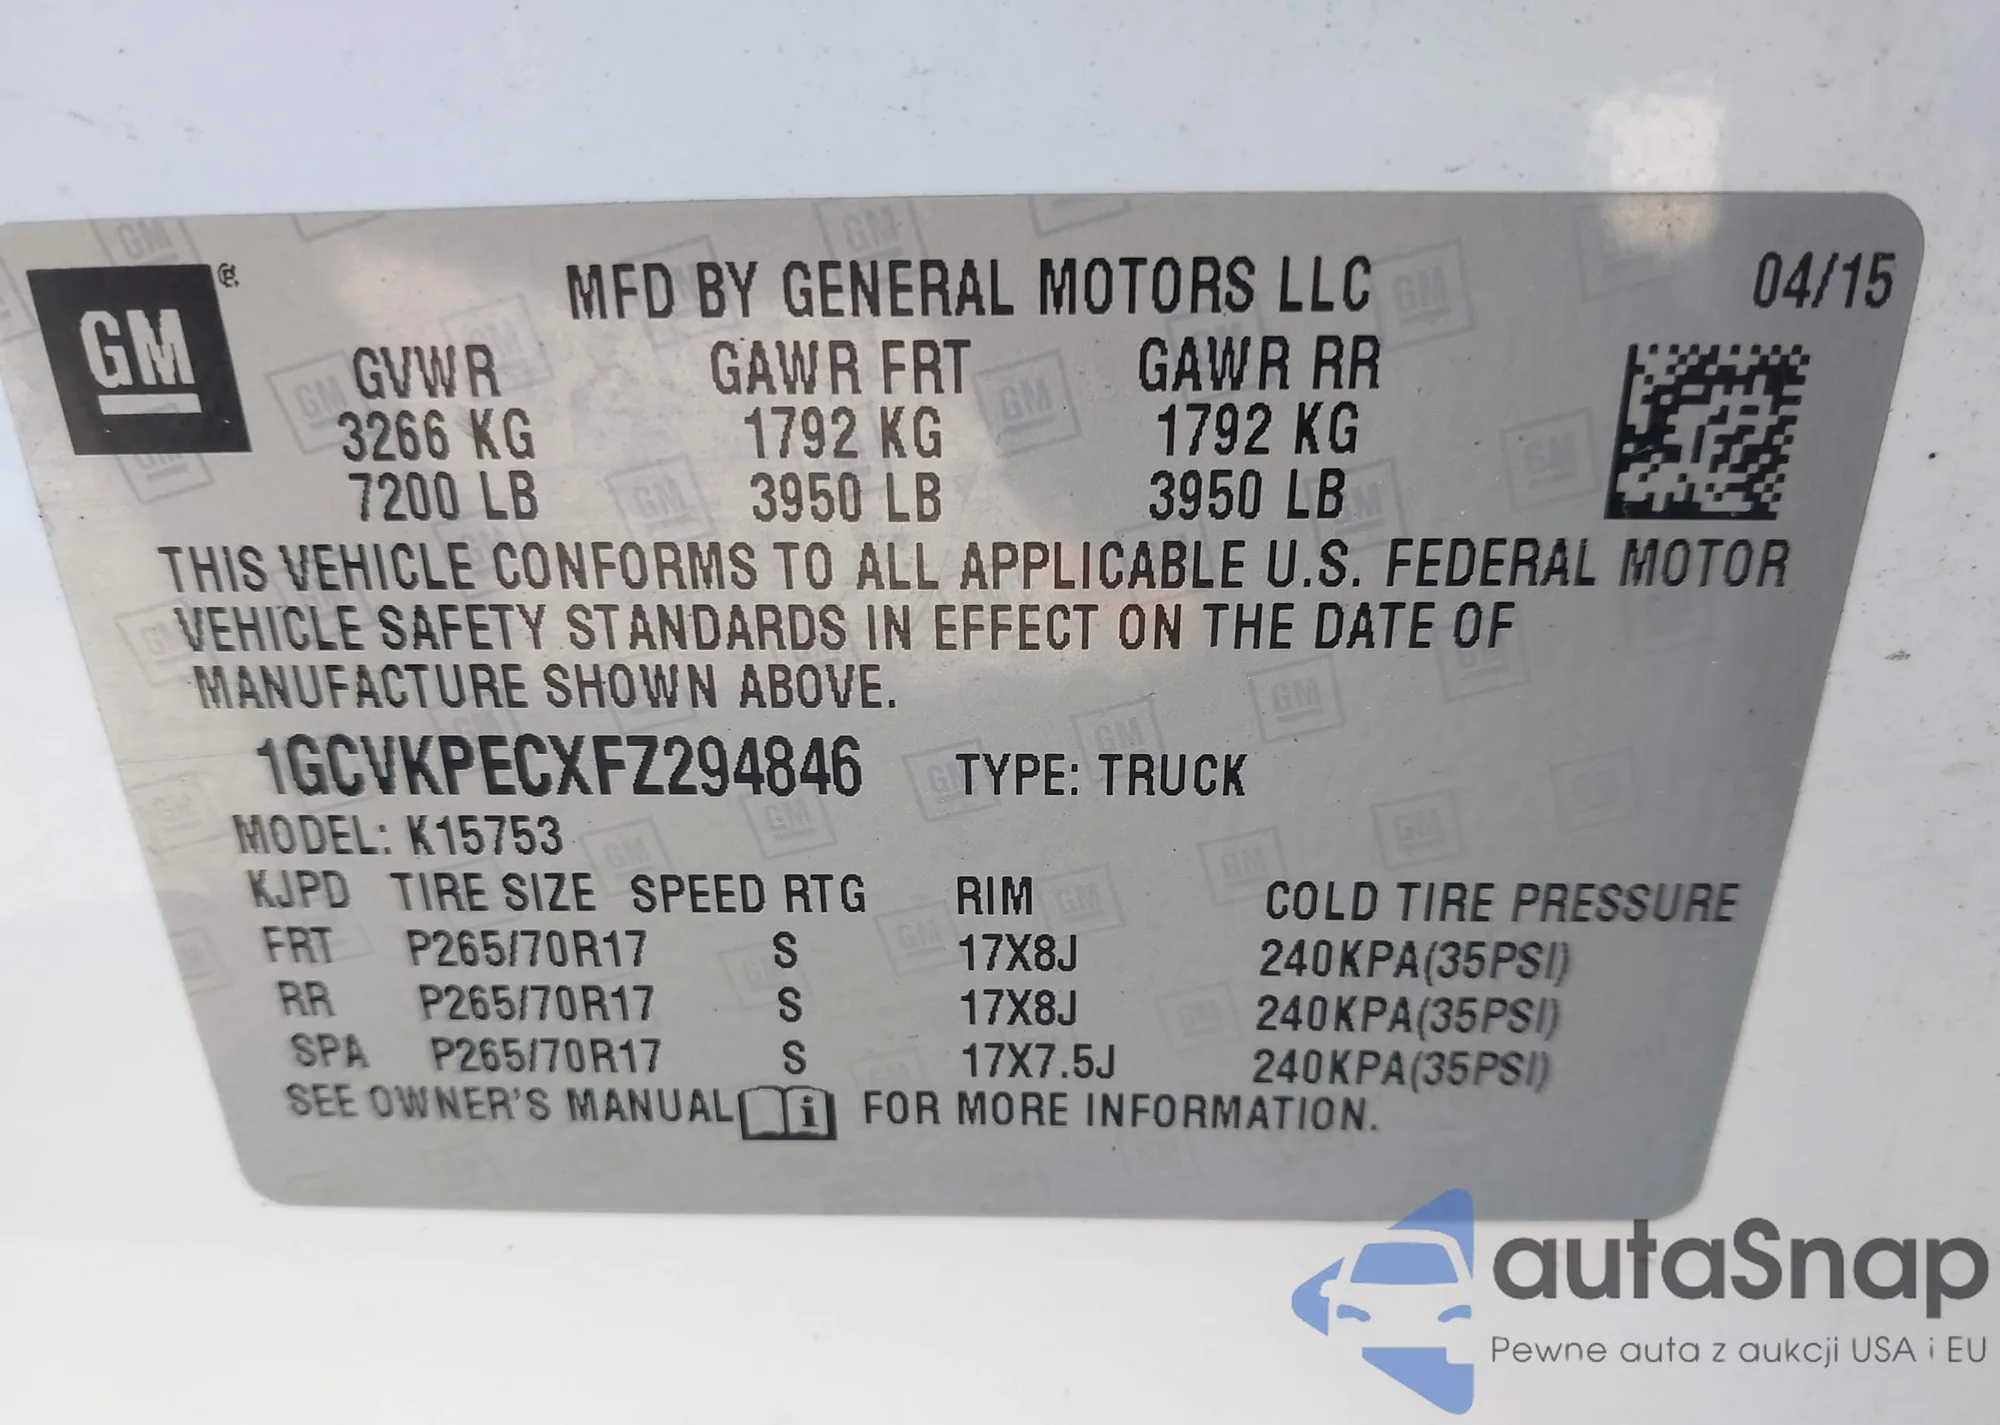 GM®
MFD BY GENERAL MOTORS LLC 04/15
GVWR GAWR FRT GAWR RR
3266 KG 1792 KG 1792 KG
7200 LB 3950 LB 3950 LB
THIS VEHICLE CONFORMS TO ALL APPLICABLE U.S. FEDERAL MOTOR
VEHICLE SAFETY STANDARDS IN EFFECT ON THE DATE OF
MANUFACTURE SHOWN ABOVE.
1GCVKPECXFZ294846 TYPE: TRUCK
MODEL: K15753
KJPD TIRE SIZE SPEED RTG RIM COLD TIRE PRESSURE
FRT P265/70R17 S 17X8J 240KPA(35PSI)
RR P265/70R17 S 17X8J 240KPA(35PSI)
SPA P265/70R17 S 17X7.5J 240KPA(35PSI)
SEE OWNER'S MANUAL i FOR MORE INFORMATION.
autaSnap
Pewne auta z aukcji USA i EU